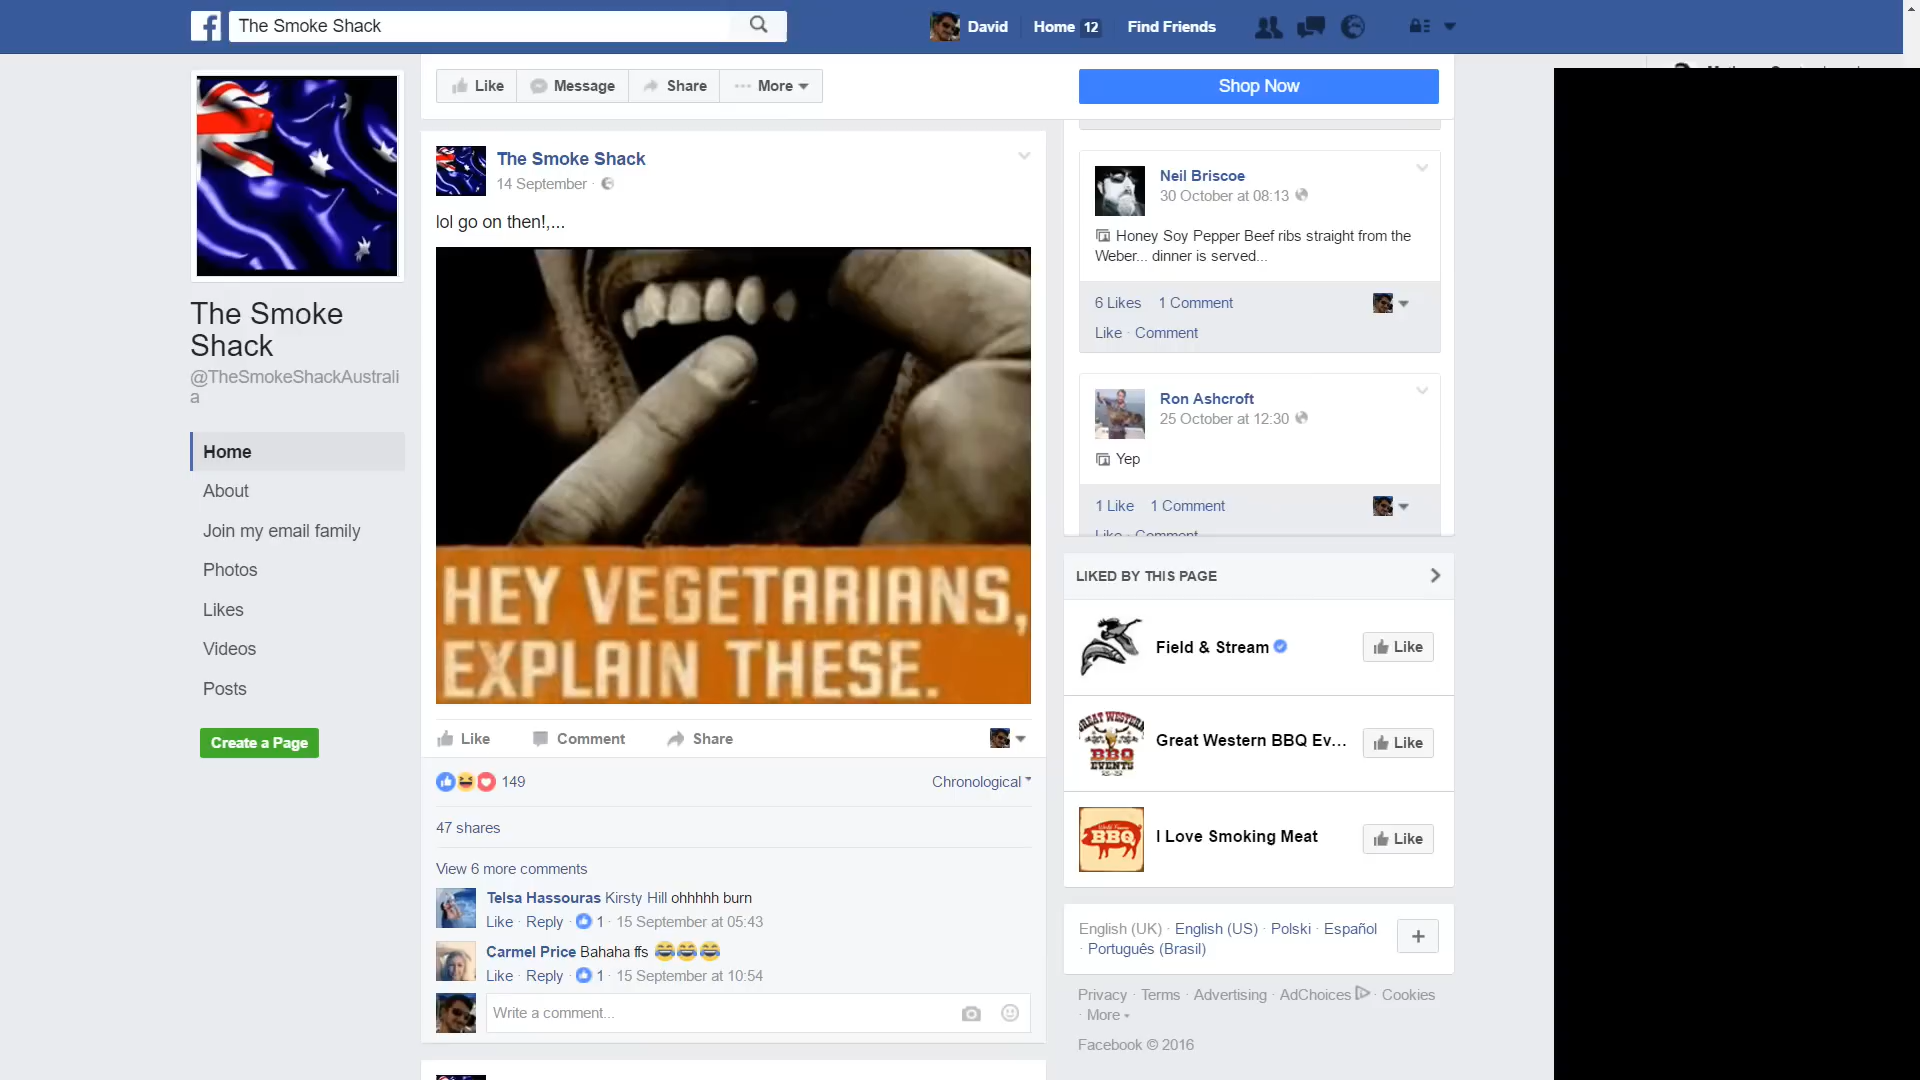 The Smoke Shack
David
Home 12
Find Friends
Like
Message
Share
More
Shop Now
The Smoke
Shack
@TheSmokeShackAustrali
a
Home
About
Join my email family
Photos
Likes
Videos
Posts
Create a Page
The Smoke Shack
14 September ·
lol go on then!,...
HEY VEGETARIANS,
EXPLAIN THESE.
Like
Comment
Share
149
Chronological
47 shares
View 6 more comments
Telsa Hassouras Kirsty Hill ohhhhh burn
Like · Reply · 1 · 15 September at 05:43
Carmel Price Bahaha ffs 😂😂😂
Like · Reply · 1 · 15 September at 10:54
Write a comment...
Neil Briscoe
30 October at 08:13
Honey Soy Pepper Beef ribs straight from the
Weber... dinner is served...
6 Likes 1 Comment
Like · Comment
Ron Ashcroft
25 October at 12:30
Yep
1 Like 1 Comment
Like · Comment
LIKED BY THIS PAGE
Field & Stream
Like
GREAT WESTERN
BBQ
EVENTS
Great Western BBQ Ev...
Like
BBQ
I Love Smoking Meat
Like
English (UK) · English (US) · Polski · Español
· Português (Brasil)
+
Privacy · Terms · Advertising · AdChoices · Cookies
· More
Facebook © 2016